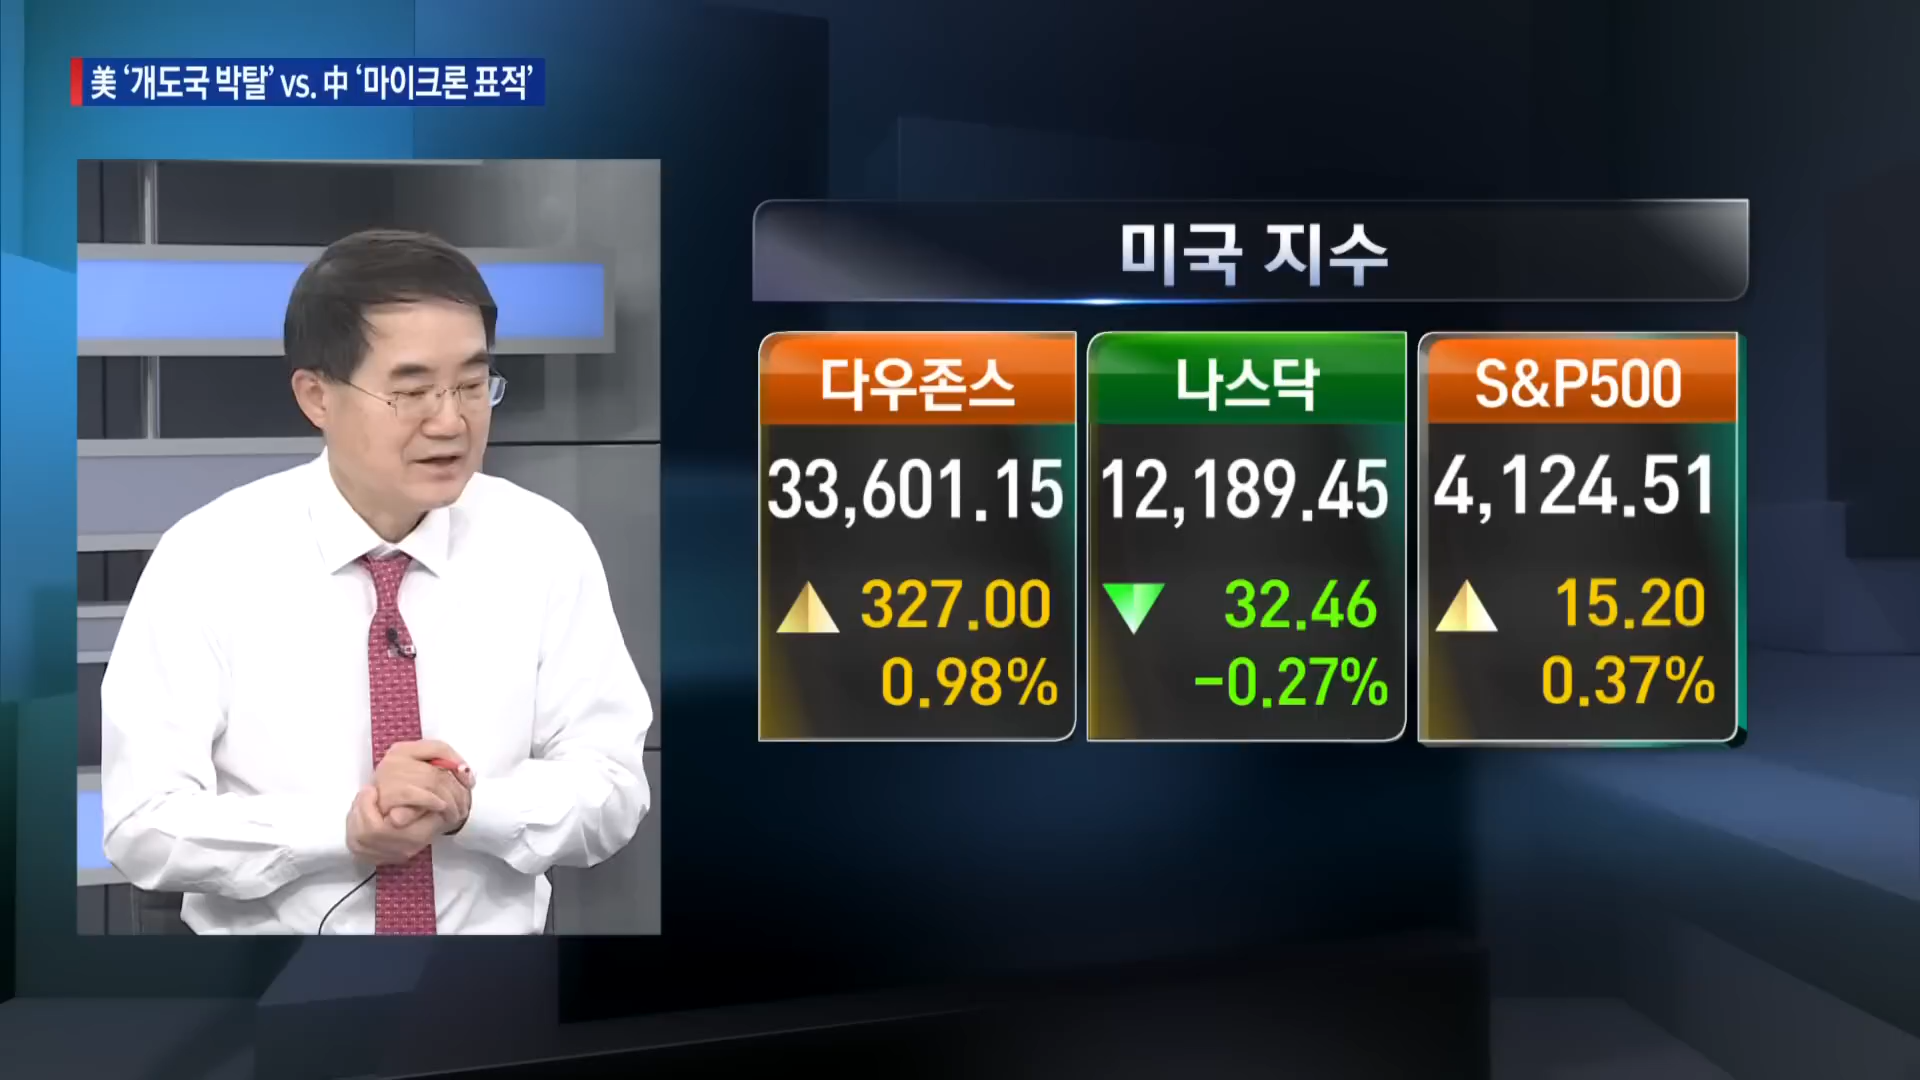 美 ‘개도국 박탈’ vs. 中 ‘마이크론 표적’
미국 지수
다우존스
33,601.15
▲ 327.00
0.98%
나스닥
12,189.45
▼ 32.46
-0.27%
S&P500
4,124.51
▲ 15.20
0.37%